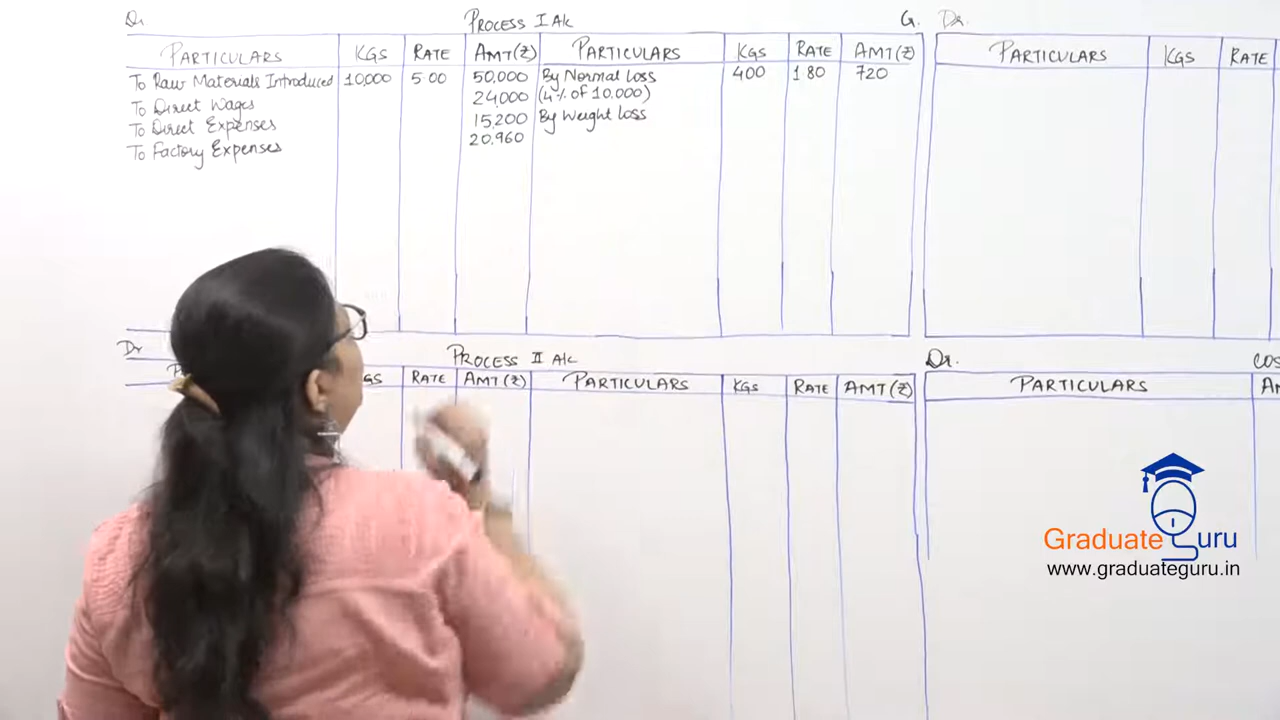 Dr
PROCESS I A/c
G.
PARTICULARS KGS RATE AMT(₹) PARTICULARS KGS RATE AMT(₹)
To Raw Materials Introduced 10,000 5.00 50,000 By Normal loss 400 1.80 720
To Direct Wages 24,000 (4% of 10,000)
To Direct Expenses 15,200 By Weight loss
To Factory Expenses 20,960
Dr.
PARTICULARS KGS RATE
Dr
PROCESS II A/c
RATE AMT(₹) PARTICULARS KGS RATE AMT(₹)
Dr.
PARTICULARS
Graduate Guru
www.graduateguru.in